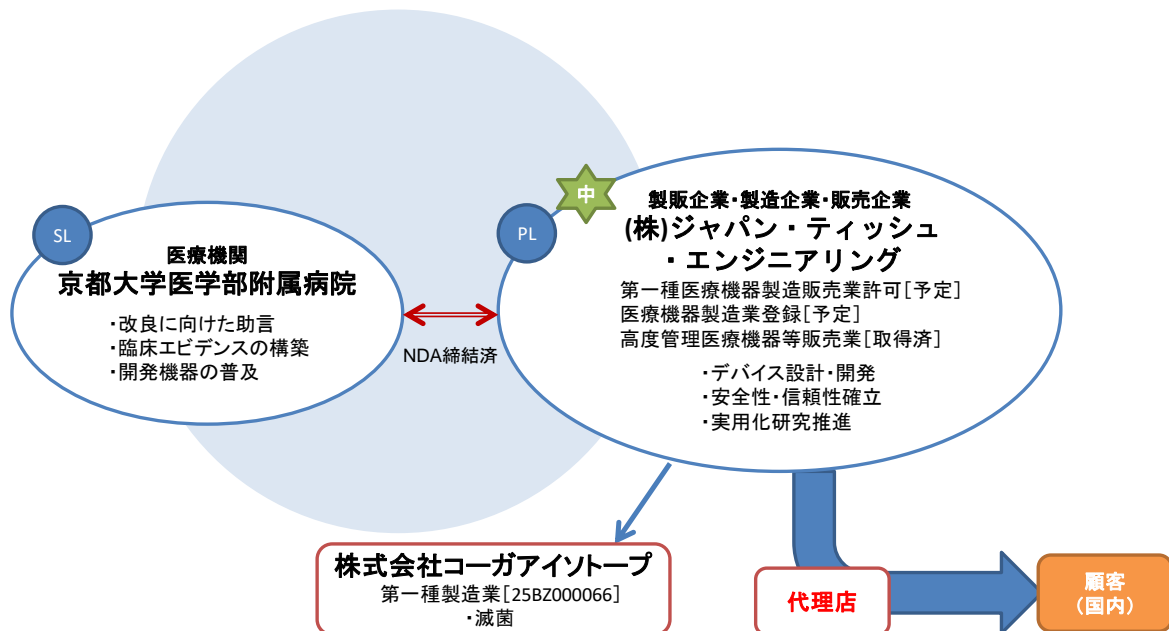 SL
医療機関
京都大学医学部附属病院
・改良に向けた助言
・臨床エビデンスの構築
・開発機器の普及
NDA締結済
中
PL
製販企業・製造企業・販売企業
(株)ジャパン・ティッシュ
・エンジニアリング
第一種医療機器製造販売業許可[予定]
医療機器製造業登録[予定]
高度管理医療機器等販売業[取得済]
・デバイス設計・開発
・安全性・信頼性確立
・実用化研究推進
株式会社コーガアイソトープ
第一種製造業[25BZ000066]
・滅菌
代理店
顧客
（国内）